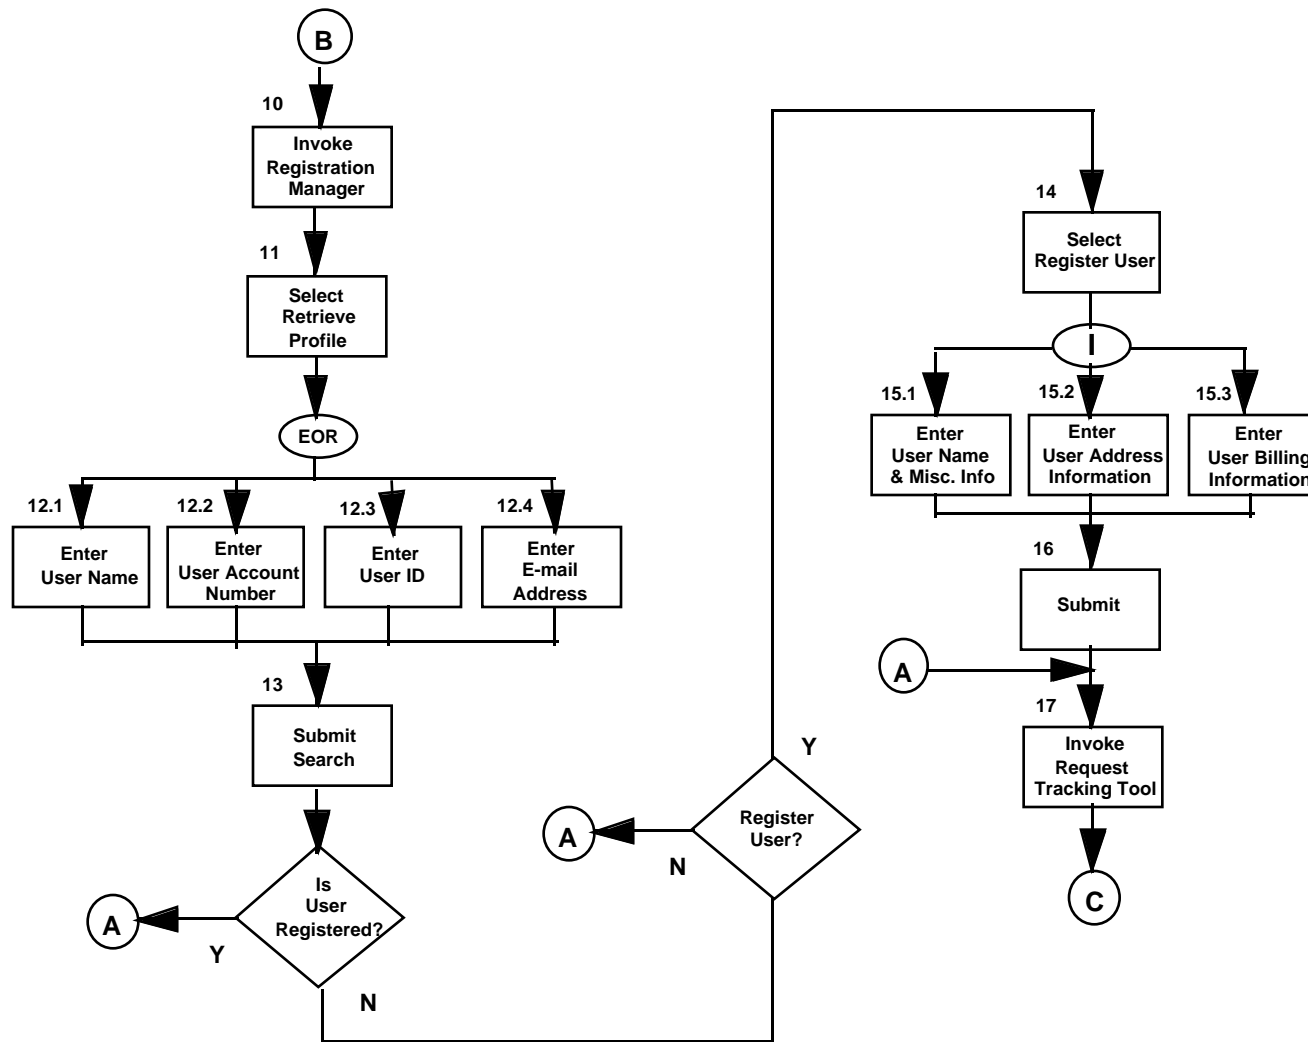 B
10
Invoke
Registration
Manager
11
Select
Retrieve
Profile
EOR
12.1
Enter
User Name
12.2
Enter
User Account
Number
12.3
Enter
User ID
12.4
Enter
E-mail
Address
13
Submit
Search
Is
User
Registered?
Y
A
N
Register
User?
N
A
Y
14
Select
Register User
I
15.1
Enter
User Name
& Misc. Info
15.2
Enter
User Address
Information
15.3
Enter
User Billing
Information
16
Submit
A
17
Invoke
Request
Tracking Tool
C